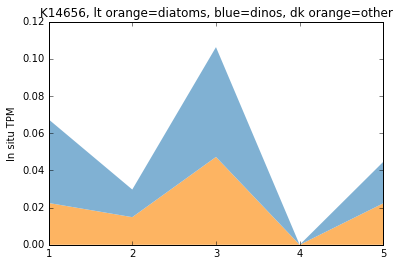 K14656, lt orange=diatoms, blue=dinos, dk orange=other
0.12
0.10
0.08
0.06
0.04
0.02
0.00
In situ TPM
1 2 3 4 5